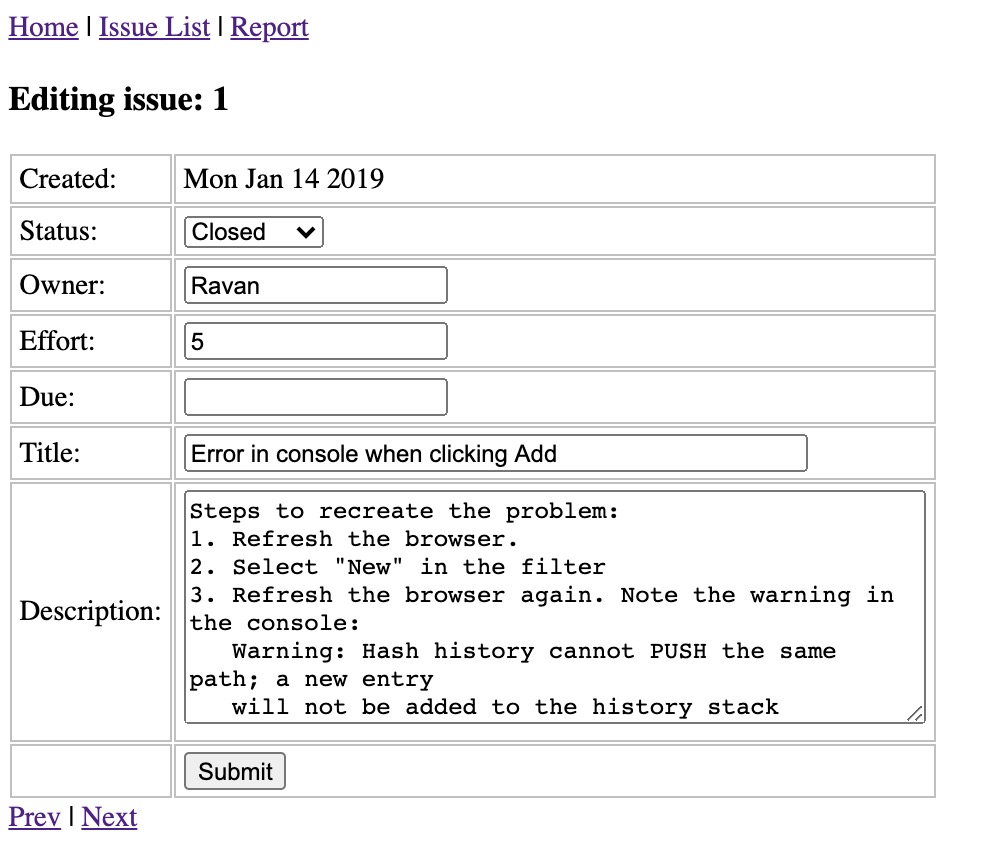 Home | Issue List | Report
Editing issue: 1
Created: Mon Jan 14 2019
Status: Closed
Owner: Ravan
Effort: 5
Due:
Title: Error in console when clicking Add
Description:
Steps to recreate the problem:
1. Refresh the browser.
2. Select "New" in the filter
3. Refresh the browser again. Note the warning in
the console:
   Warning: Hash history cannot PUSH the same
path; a new entry
   will not be added to the history stack
Submit
Prev | Next